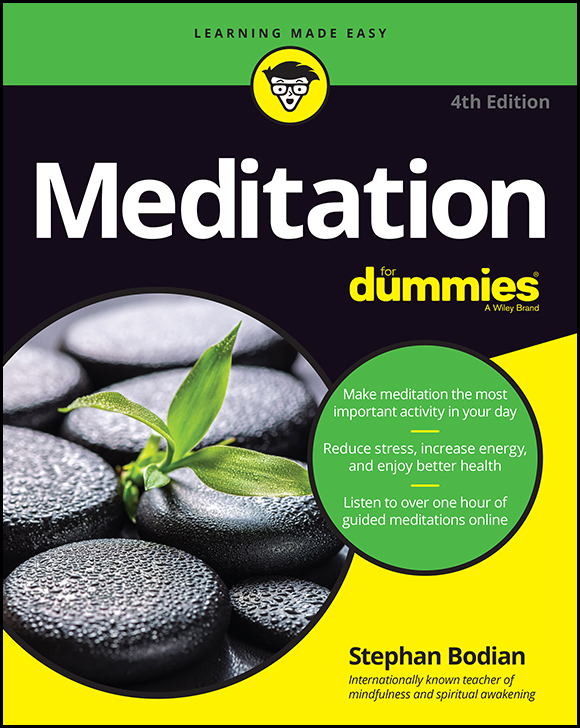 LEARNING MADE EASY
4th Edition
Meditation
for
dummies®
A Wiley Brand
Make meditation the most
important activity in your day
Reduce stress, increase energy,
and enjoy better health
Listen to over one hour of
guided meditations online
Stephan Bodian
Internationally known teacher of
mindfulness and spiritual awakening